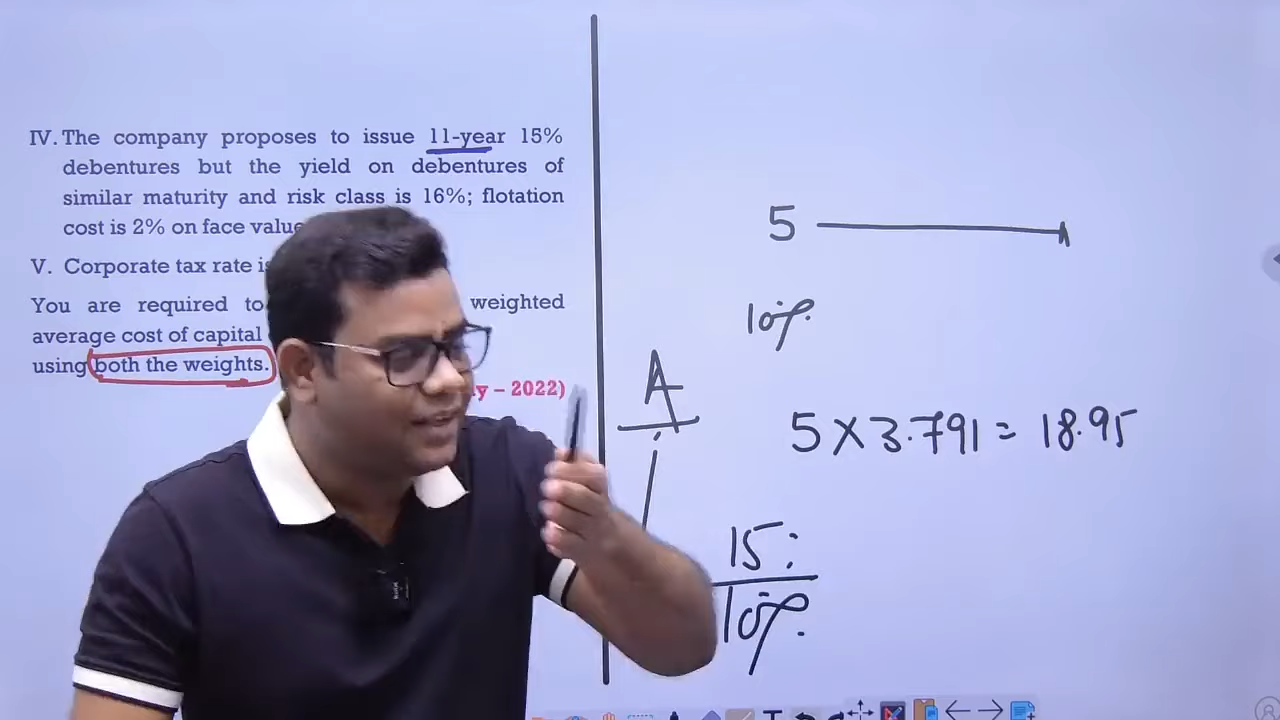 IV. The company proposes to issue 11-year 15%
debentures but the yield on debentures of
similar maturity and risk class is 16%; flotation
cost is 2% on face value
V. Corporate tax rate is
You are required to weighted
average cost of capital
using both the weights.
– 2022)
5
10%.
A
5 × 3.791 = 18.95
15
10%.